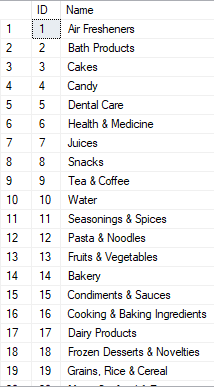 ID Name
1 1 Air Fresheners
2 2 Bath Products
3 3 Cakes
4 4 Candy
5 5 Dental Care
6 6 Health & Medicine
7 7 Juices
8 8 Snacks
9 9 Tea & Coffee
10 10 Water
11 11 Seasonings & Spices
12 12 Pasta & Noodles
13 13 Fruits & Vegetables
14 14 Bakery
15 15 Condiments & Sauces
16 16 Cooking & Baking Ingredients
17 17 Dairy Products
18 18 Frozen Desserts & Novelties
19 19 Grains, Rice & Cereal